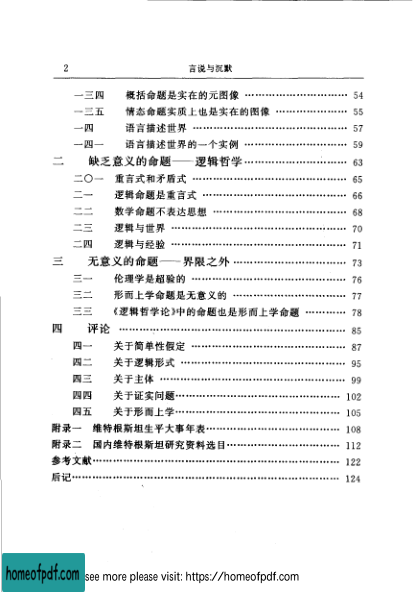 2 言说与沉默
一三四 概括命题是实在的元图像 …………………………… 54
一三五 情态命题实质上也是实在的图像 …………………… 55
一四 语言描述世界 …………………………………………… 57
一四一 语言描述世界的一个实例 …………………………… 59
二 缺乏意义的命题——逻辑哲学 …………………………… 63
二〇一 重言式和矛盾式 ……………………………………… 65
二一 逻辑命题是重言式 ……………………………………… 66
二二 数学命题不表达思想 …………………………………… 68
二三 逻辑与世界 ……………………………………………… 70
二四 逻辑与经验 ……………………………………………… 71
三 无意义的命题——界限之外 ……………………………… 73
三一 伦理学是超验的 ………………………………………… 76
三二 形而上学命题是无意义的 ……………………………… 77
三三 《逻辑哲学论》中的命题也是形而上学命题 ………… 78
四 评论 ………………………………………………………… 85
四一 关于简单性假定 ………………………………………… 87
四二 关于逻辑形式 …………………………………………… 95
四三 关于主体 ………………………………………………… 99
四四 关于证实问题…………………………………………… 102
四五 关于形而上学…………………………………………… 105
附录一 维特根斯坦生平大事年表…………………………… 108
附录二 国内维特根斯坦研究资料选目……………………… 112
参考文献………………………………………………………… 122
后记……………………………………………………………… 124
homeofpdf.com see more please visit: https://homeofpdf.com